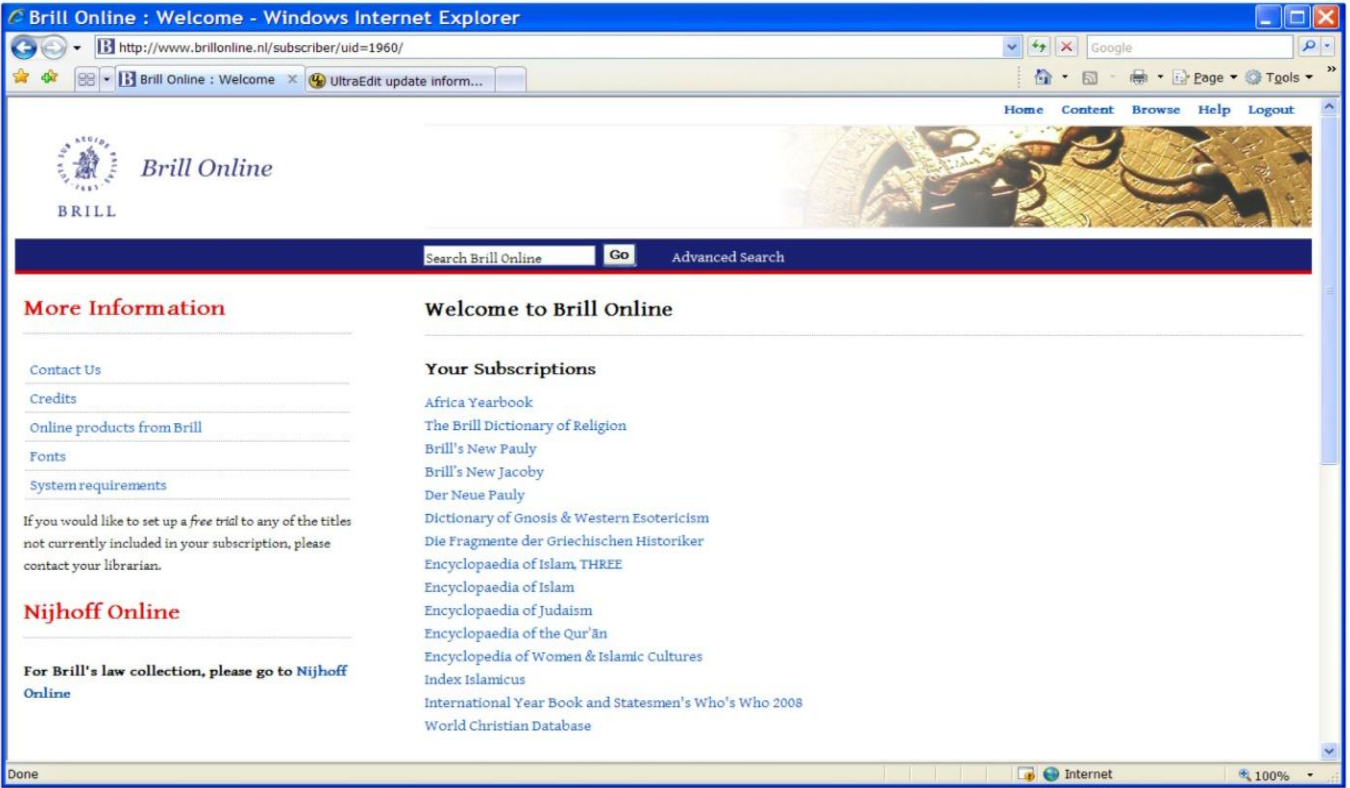 Brill Online : Welcome - Windows Internet Explorer
http://www.brillonline.nl/subscriber/uid=1960/
Google
Brill Online : Welcome
UltraEdit update inform...
Page
Tools
Home Content Browse Help Logout
BRILL
Brill Online
Search Brill Online
Go
Advanced Search
More Information
Contact Us
Credits
Online products from Brill
Fonts
System requirements
If you would like to set up a free trial to any of the titles
not currently included in your subscription, please
contact your librarian.
Nijhoff Online
For Brill's law collection, please go to Nijhoff
Online
Welcome to Brill Online
Your Subscriptions
Africa Yearbook
The Brill Dictionary of Religion
Brill's New Pauly
Brill's New Jacoby
Der Neue Pauly
Dictionary of Gnosis & Western Esotericism
Die Fragmente der Griechischen Historiker
Encyclopaedia of Islam, THREE
Encyclopaedia of Islam
Encyclopaedia of Judaism
Encyclopaedia of the Qur'ān
Encyclopedia of Women & Islamic Cultures
Index Islamicus
International Year Book and Statesmen's Who's Who 2008
World Christian Database
Done
Internet
100%